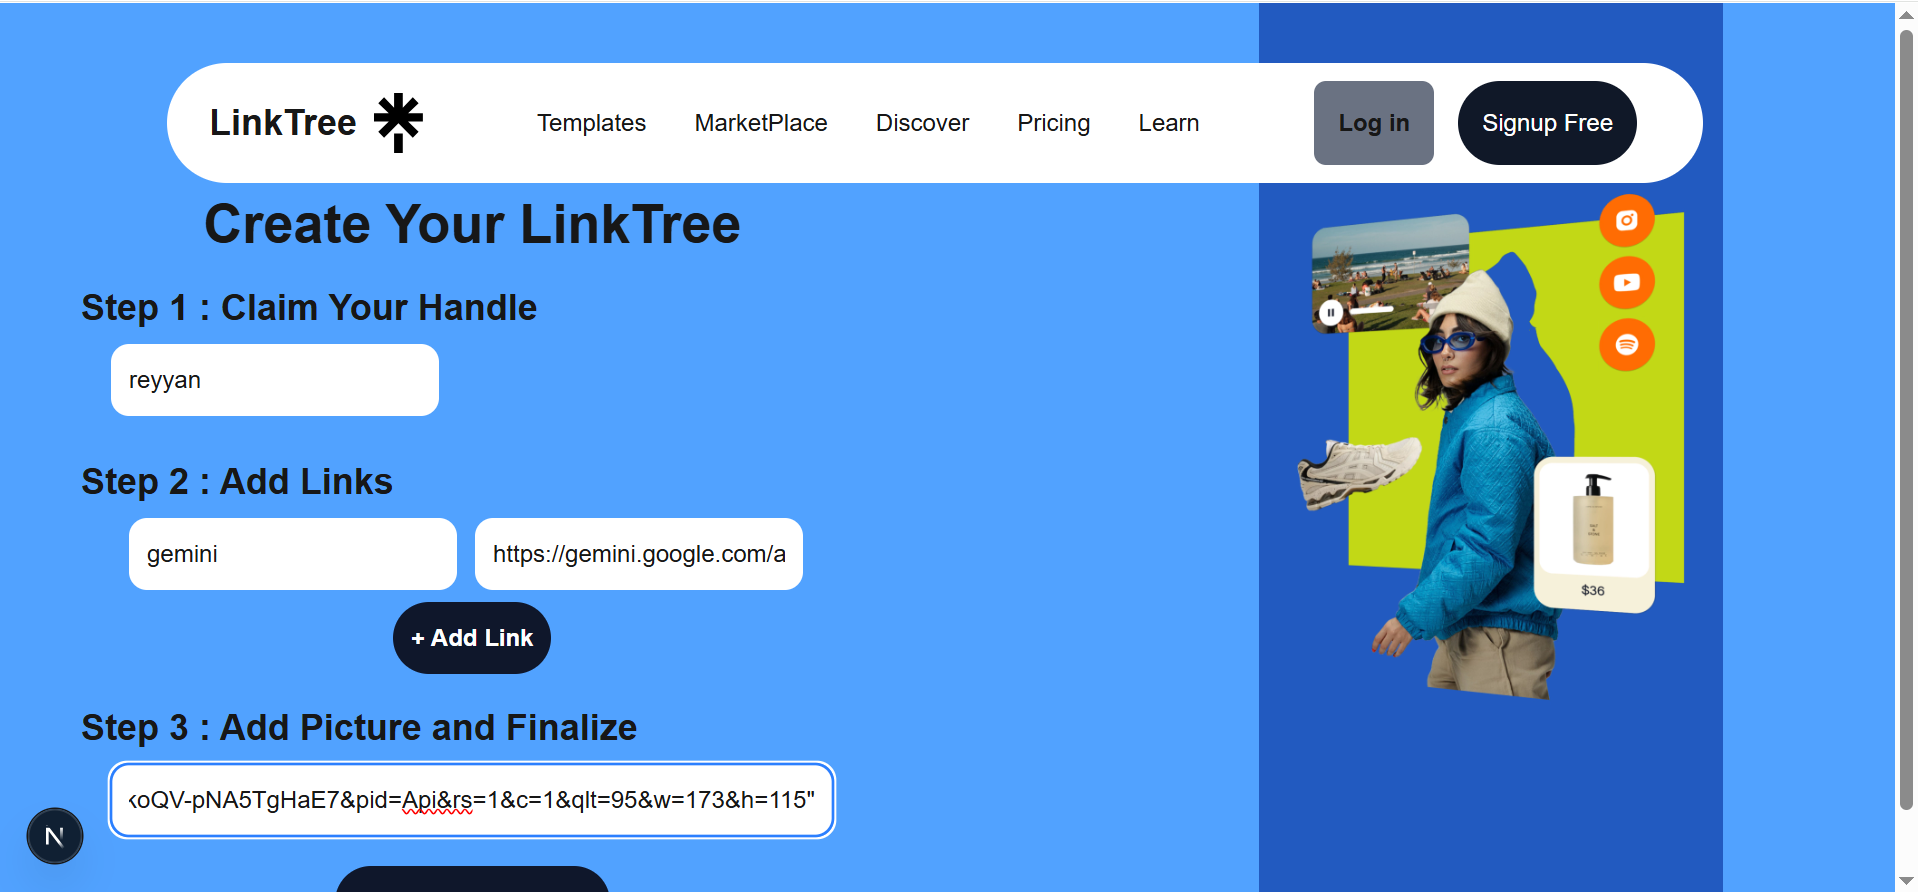 LinkTree
Templates
MarketPlace
Discover
Pricing
Learn
Log in
Signup Free
Create Your LinkTree
Step 1 : Claim Your Handle
reyyan
Step 2 : Add Links
gemini
https://gemini.google.com/a
+ Add Link
$36
Step 3 : Add Picture and Finalize
oQV-pNA5TgHaE7&pid=Api&rs=1&c=1&qlt=95&w=173&h=115"
N